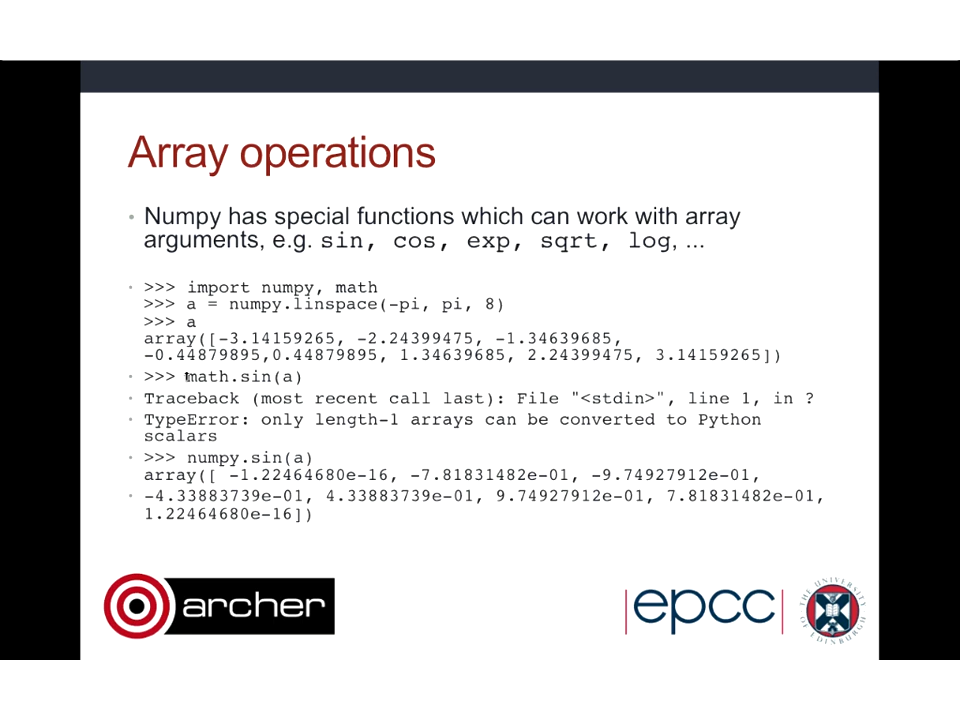 Array operations
• Numpy has special functions which can work with array
arguments, e.g. sin, cos, exp, sqrt, log, ...
• >>> import numpy, math
>>> a = numpy.linspace(-pi, pi, 8)
>>> a
array([-3.14159265, -2.24399475, -1.34639685,
-0.44879895,0.44879895, 1.34639685, 2.24399475, 3.14159265])
• >>> math.sin(a)
• Traceback (most recent call last): File "<stdin>", line 1, in ?
• TypeError: only length-1 arrays can be converted to Python
scalars
• >>> numpy.sin(a)
array([ -1.22464680e-16, -7.81831482e-01, -9.74927912e-01,
• -4.33883739e-01, 4.33883739e-01, 9.74927912e-01, 7.81831482e-01,
1.22464680e-16])
archer
|epcc|
THE UNIVERSITY
OF EDINBURGH